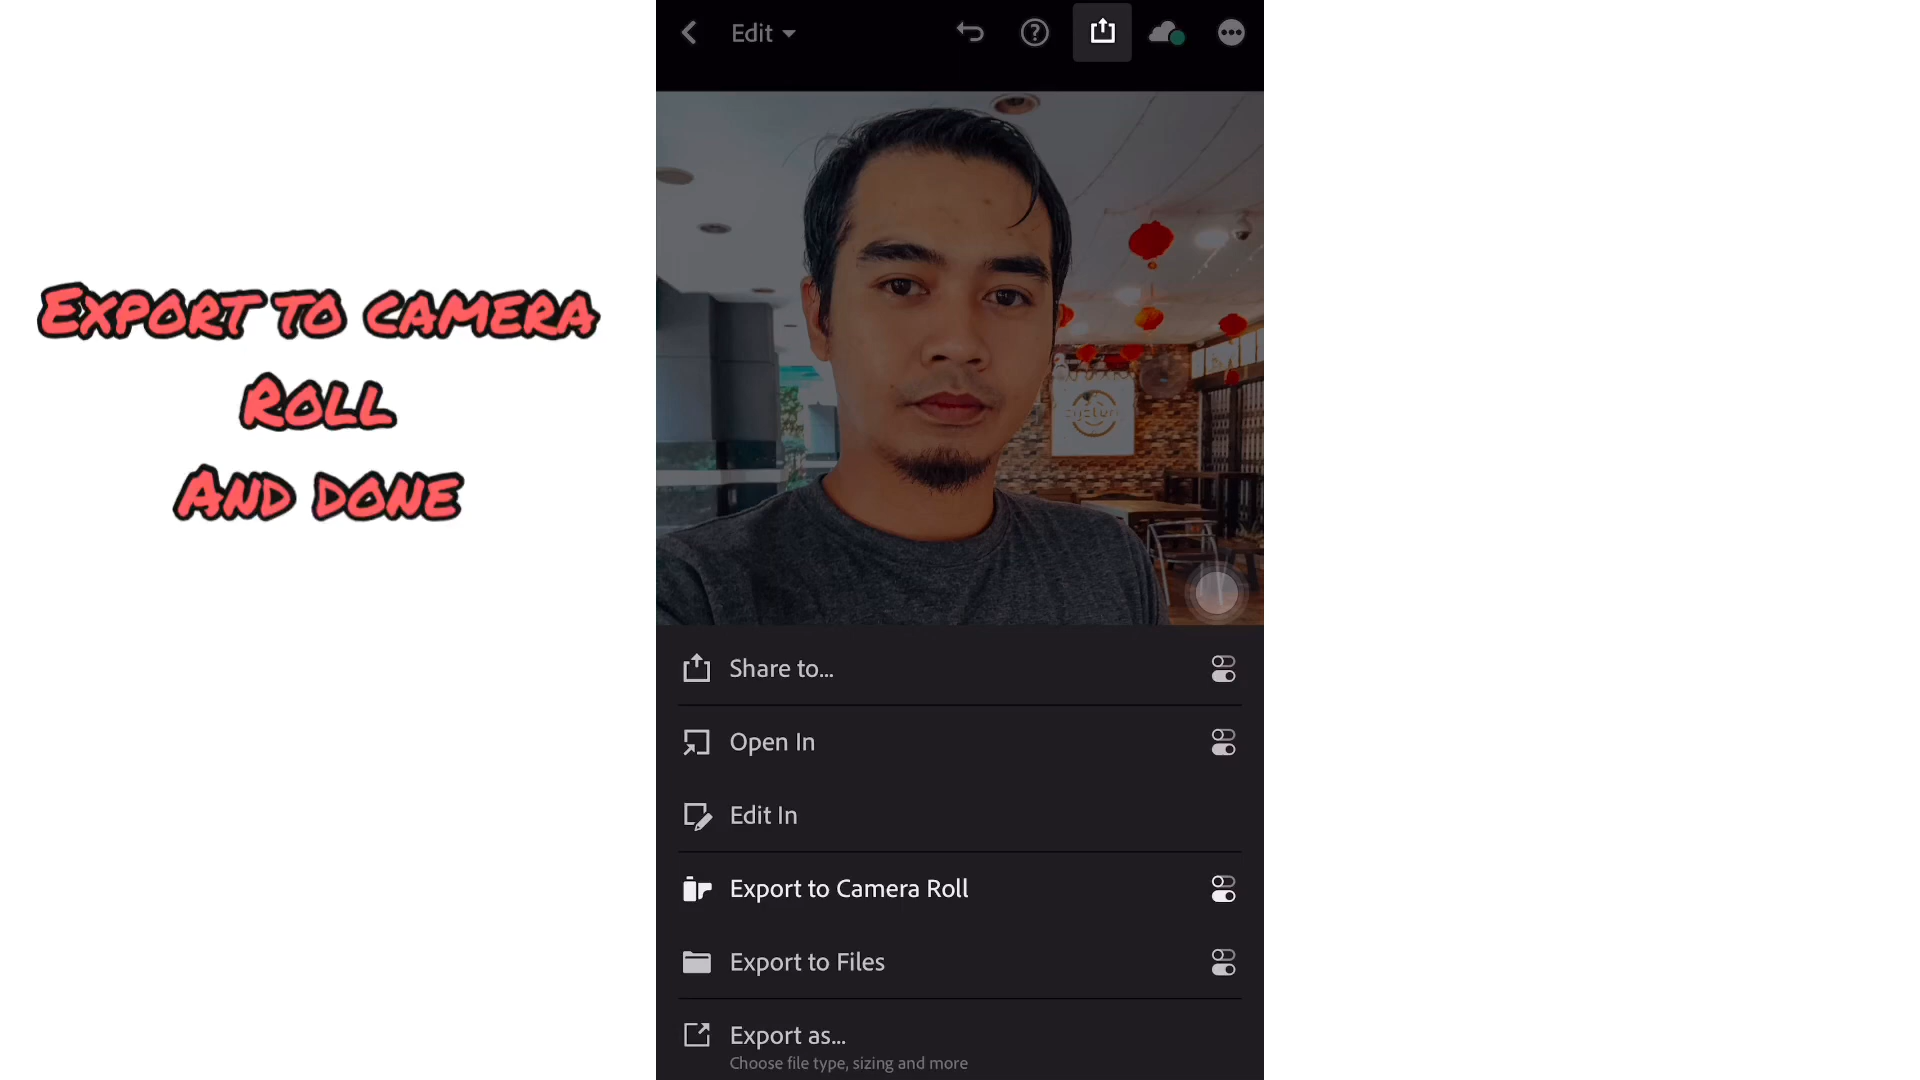 Edit
EXPORT TO CAMERA
ROLL
AND DONE
Share to...
Open In
Edit In
Export to Camera Roll
Export to Files
Export as...
Choose file type, sizing and more